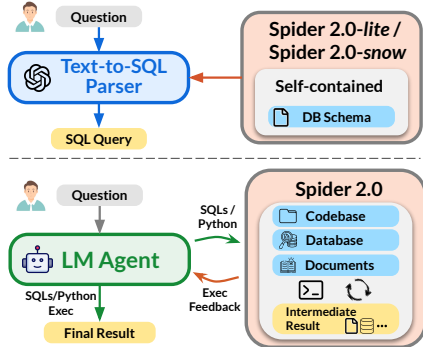 Question
Text-to-SQL
Parser
SQL Query
Spider 2.0-lite /
Spider 2.0-snow
Self-contained
DB Schema
Question
LM Agent
SQLs/Python
Exec
Final Result
SQLs /
Python
Exec
Feedback
Spider 2.0
Codebase
Database
Documents
Intermediate
Result
...